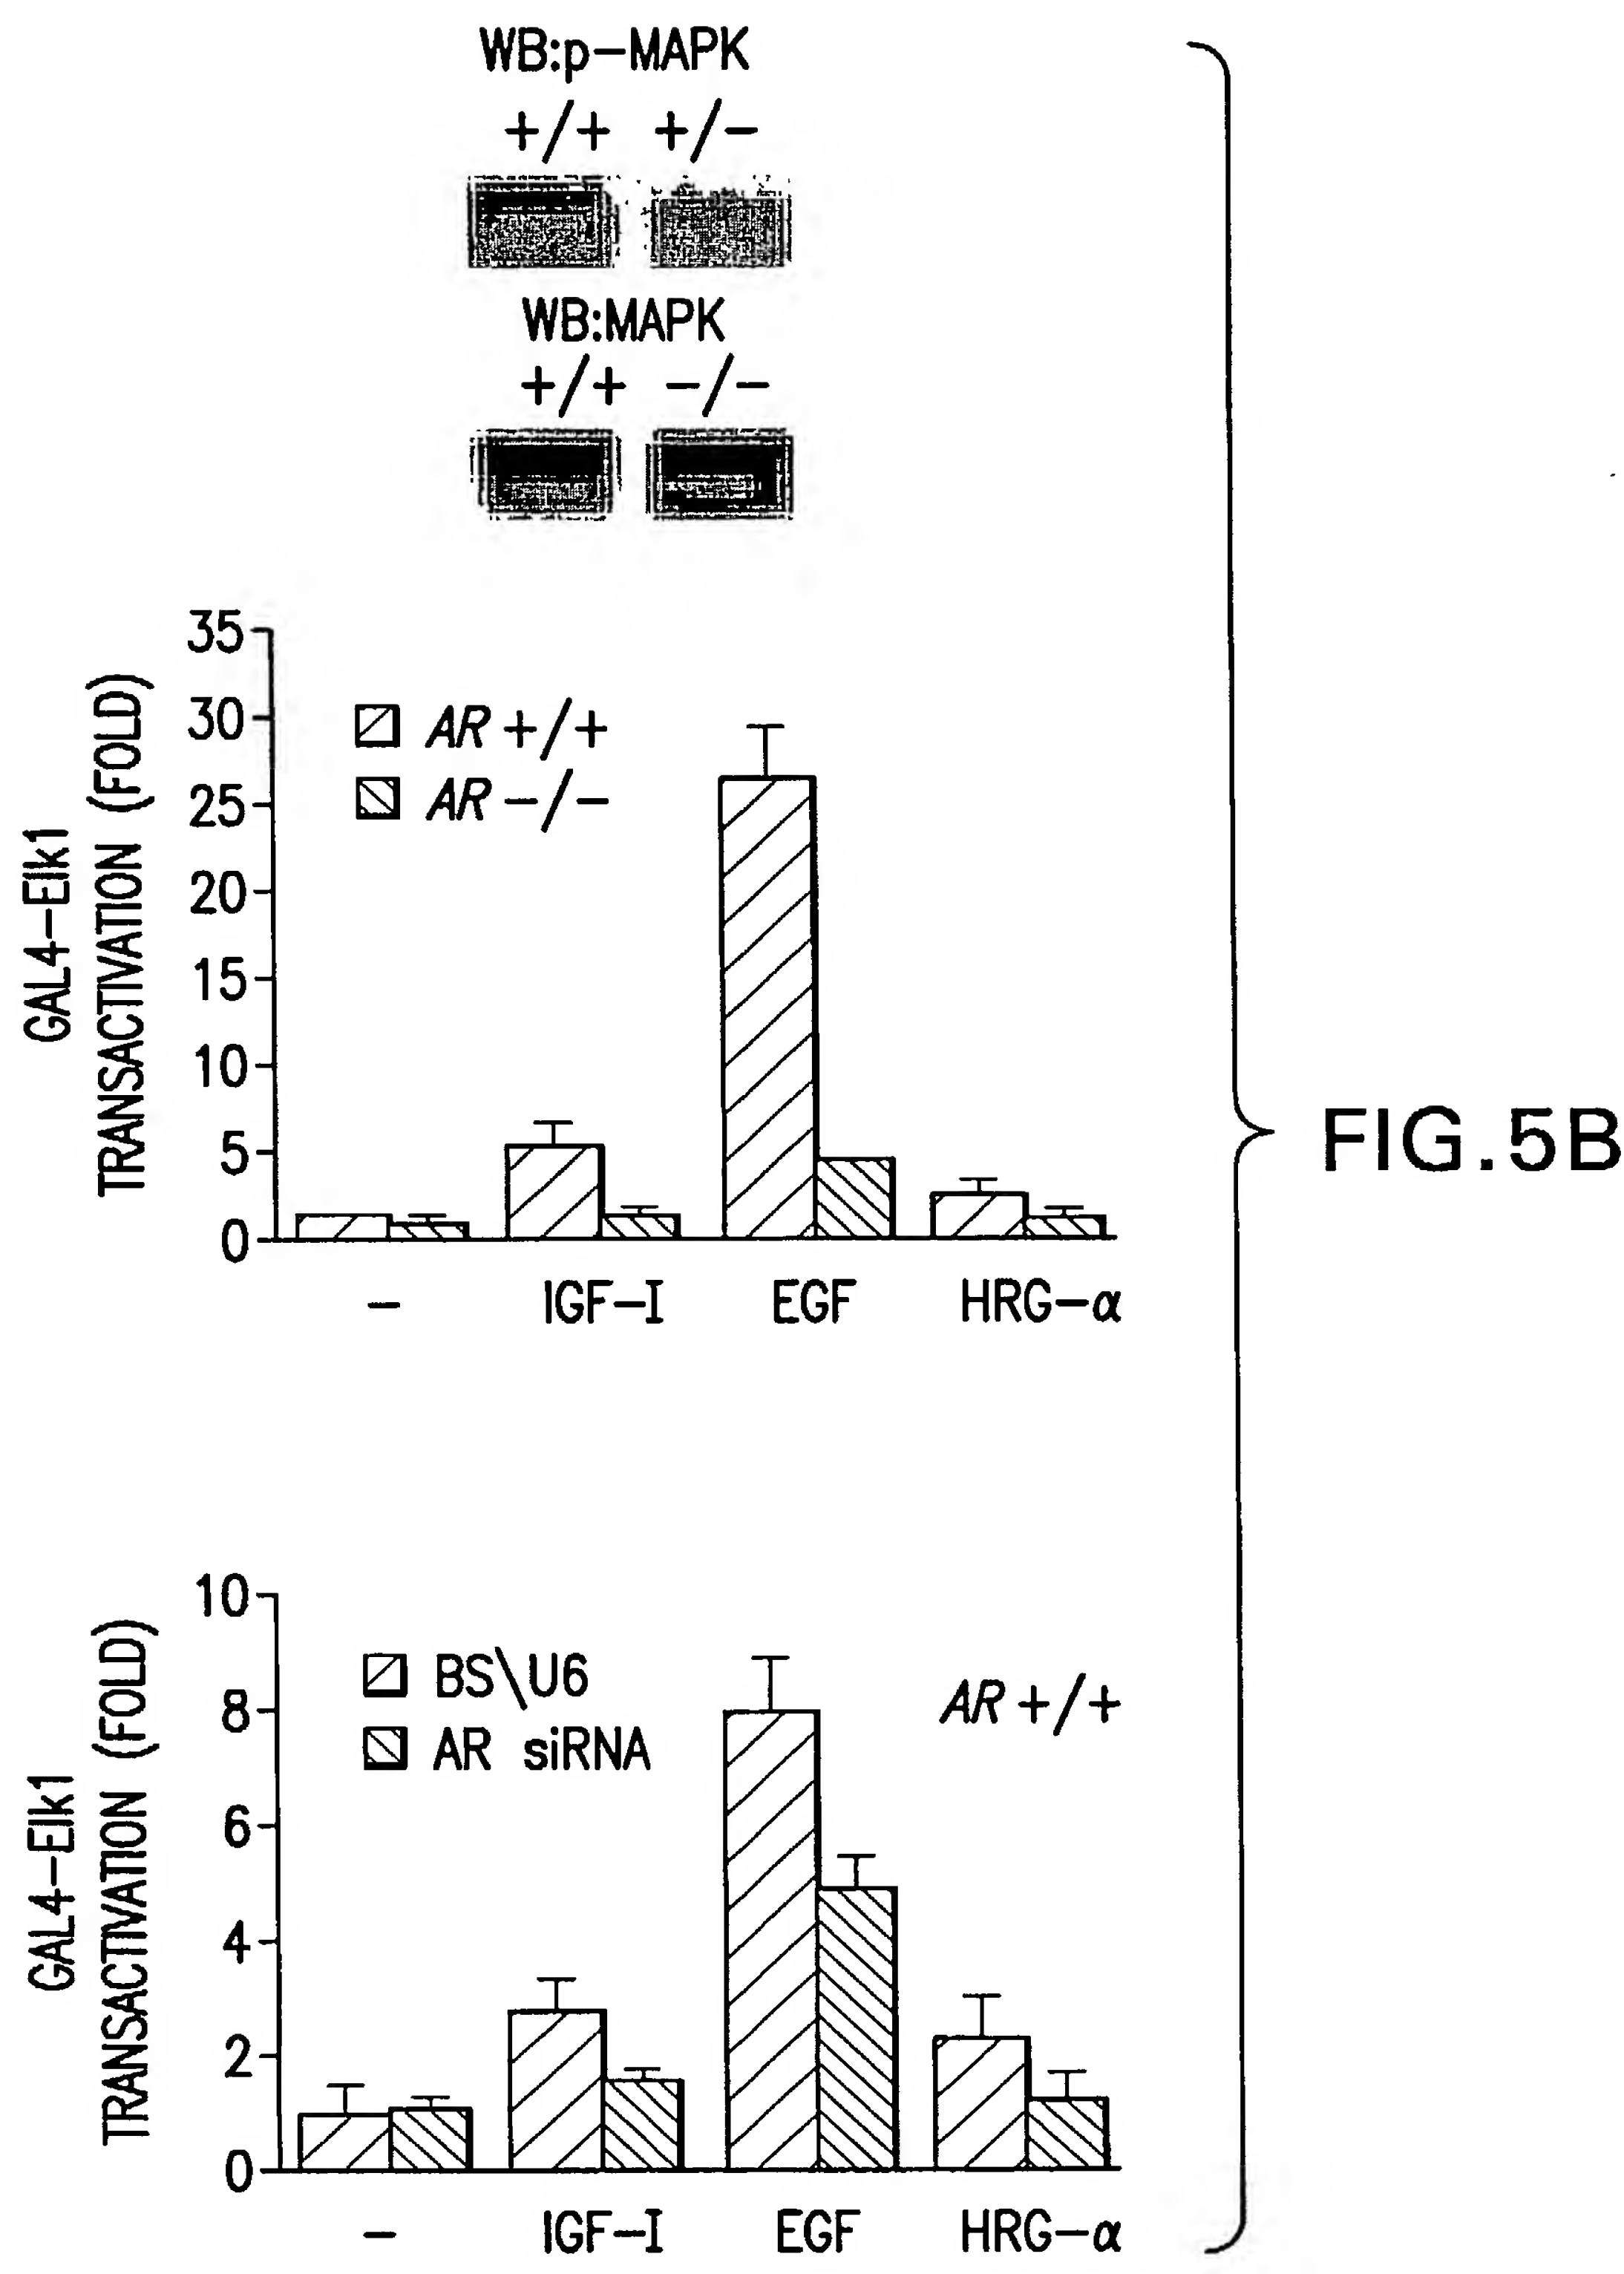 WB:p-MAPK
+/+ +/-
WB:MAPK
+/+ -/-
GAL4-Elk1
TRANSACTIVATION (FOLD)
35
30
25
20
15
10
5
0
AR +/+
AR -/-
- IGF-I EGF HRG-α
FIG.5B
GAL4-Elk1
TRANSACTIVATION (FOLD)
10
8
6
4
2
0
BS\U6
AR siRNA
AR +/+
- IGF-I EGF HRG-α